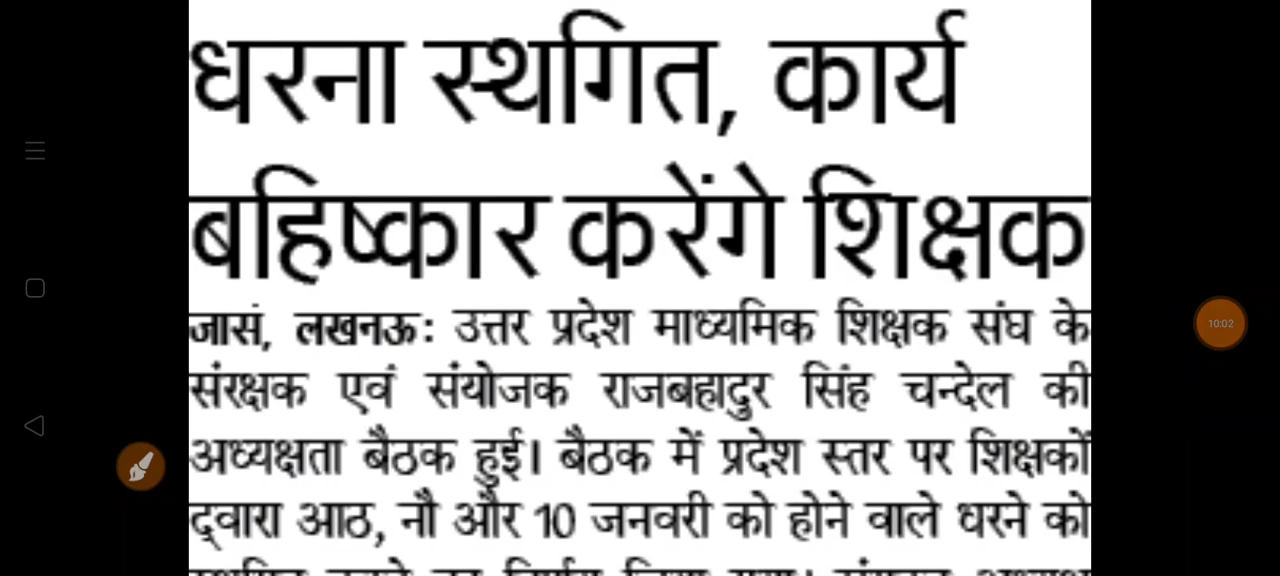 धरना स्थगित, कार्य
बहिष्कार करेंगे शिक्षक
जासं, लखनऊः उत्तर प्रदेश माध्यमिक शिक्षक संघ के
संरक्षक एवं संयोजक राजबहादुर सिंह चन्देल की
अध्यक्षता बैठक हुई। बैठक में प्रदेश स्तर पर शिक्षकों
द्वारा आठ, नौ और 10 जनवरी को होने वाले धरने को
10:02